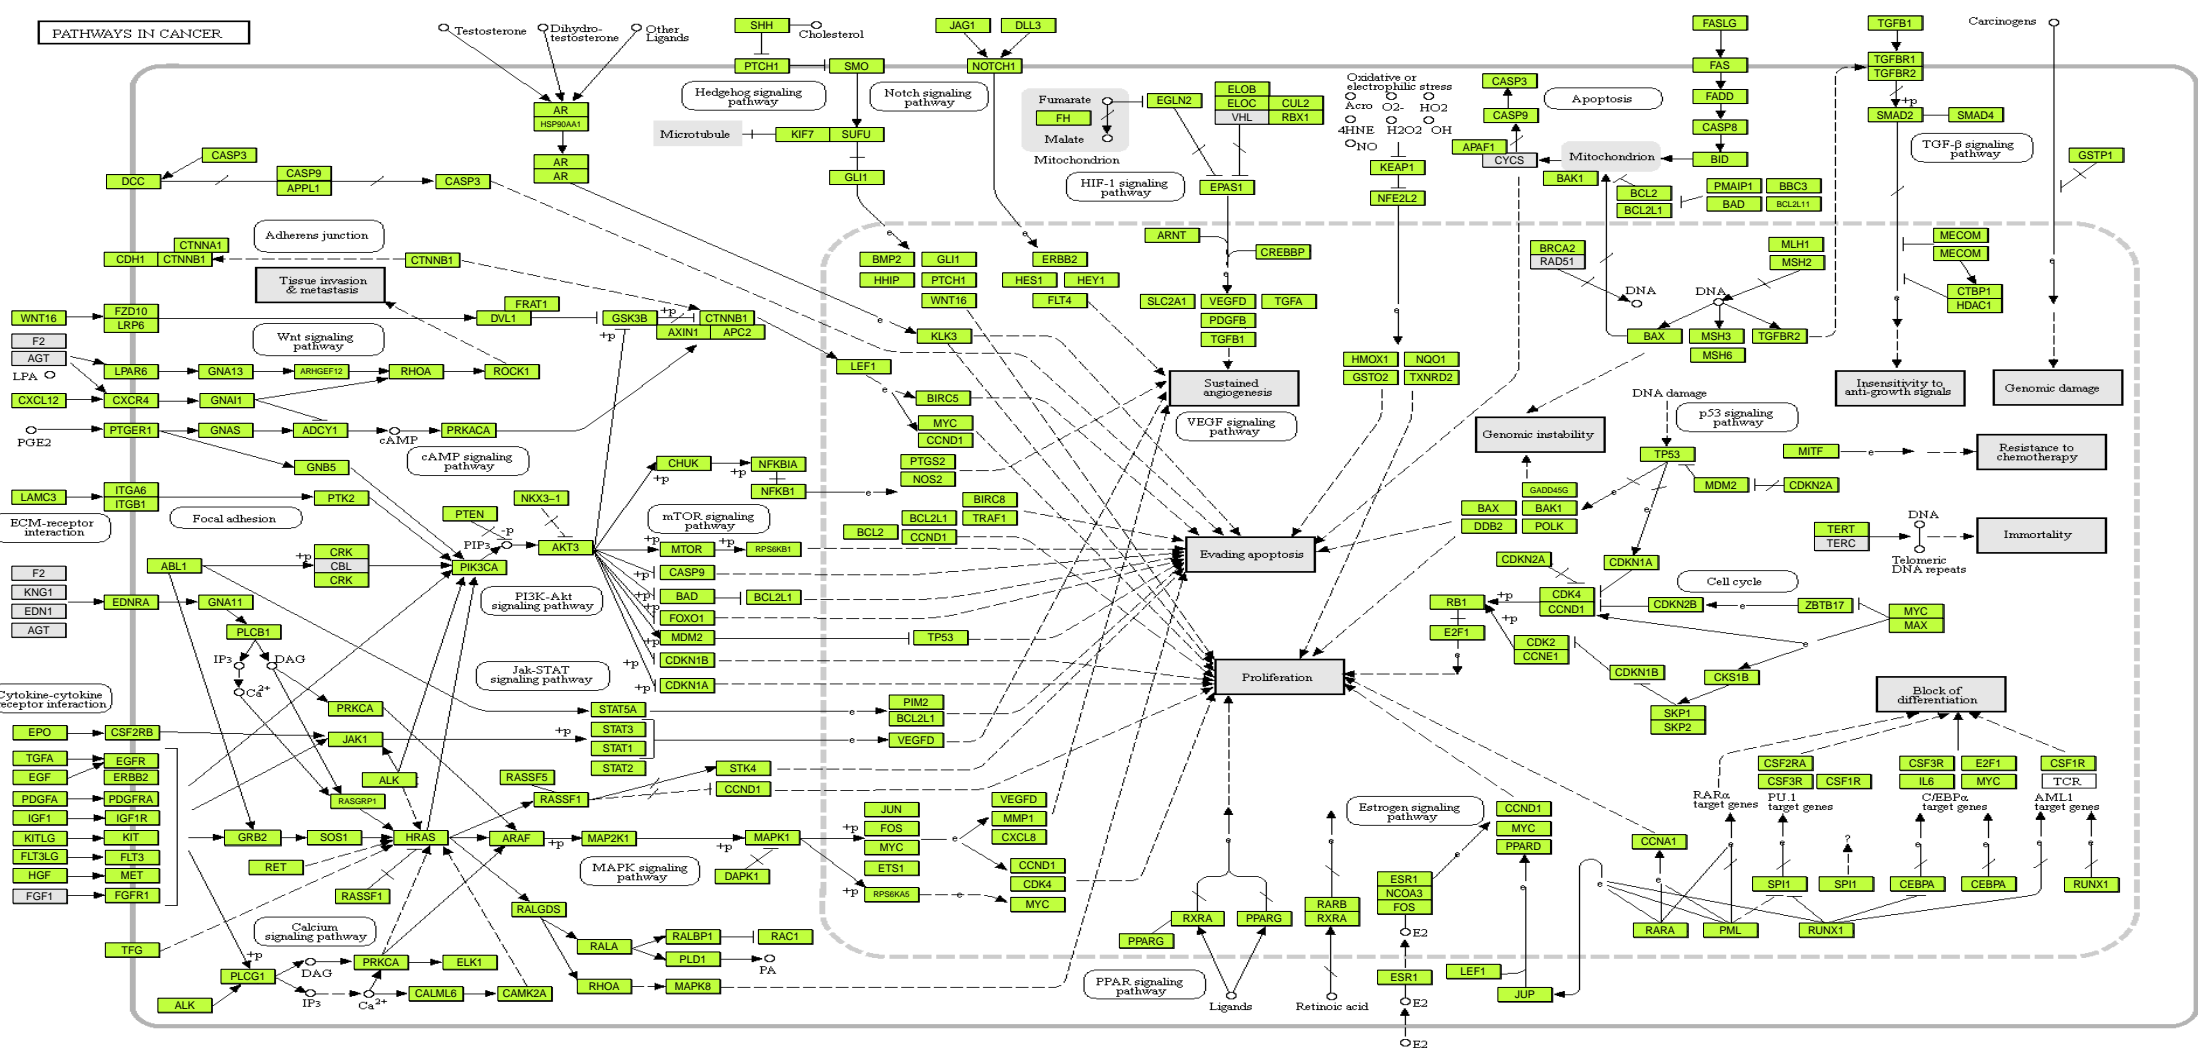 PATHWAYS IN CANCER
Testosterone
Dihydro-
testosterone
Other
Ligands
SHH
Cholesterol
JAG1
DLL3
FASLG
TGFB1
Carcinogens
PTCH1
SMO
NOTCH1
FAS
TGFBR1
TGFBR2
Hedgehog signaling
pathway
Notch signaling
pathway
AR
HSP90AA1
AR
AR
Microtubule
KIF7
SUFU
GLI1
Fumarate
FH
Malate
Mitochondrion
EGLN2
ELOB
ELOC
CUL2
VHL
RBX1
HIF-1 signaling
pathway
EPAS1
Oxidative or
electrophilic stress
Acro
O2-
HO2
4HNE
H2O2
OH
NO
KEAP1
NFE2L2
CASP3
CASP9
APAF1
CYCS
Apoptosis
Mitochondrion
FADD
CASP8
BID
BAK1
BCL2
BCL2L1
PMAIP1
BBC3
BAD
BCL2L11
+p
SMAD2
SMAD4
TGF-β signaling
pathway
GSTP1
CASP3
DCC
CASP9
APPL1
CASP3
Adherens junction
CTNNA1
CDH1
CTNNB1
CTNNB1
Tissue invasion
& metastasis
e
BMP2
GLI1
HHIP
PTCH1
WNT16
e
ERBB2
HES1
HEY1
FLT4
ARNT
CREBBP
e
SLC2A1
VEGFD
TGFA
PDGFB
TGFB1
e
BRCA2
RAD51
DNA
MLH1
MSH2
DNA
BAX
MSH3
TGFBR2
MSH6
e
MECOM
MECOM
CTBP1
HDAC1
e
e
WNT16
FZD10
LRP6
FRAT1
DVL1
GSK3B
+p
CTNNB1
AXIN1
APC2
+p
Wnt signaling
pathway
F2
AGT
LPA
LPAR6
GNA13
ARHGEF12
RHOA
ROCK1
CXCL12
CXCR4
GNAI1
PGE2
PTGER1
GNAS
ADCY1
cAMP
PRKACA
cAMP signaling
pathway
GNB5
e
KLK3
LEF1
e
BIRC5
MYC
CCND1
HMOX1
NQO1
GSTO2
TXNRD2
Sustained
angiogenesis
VEGF signaling
pathway
Insensitivity to
anti-growth signals
Genomic damage
Genomic instability
DNA damage
p53 signaling
pathway
TP53
MITF
e
Resistance to
chemotherapy
MDM2
CDKN2A
LAMC3
ITGA6
ITGB1
PTK2
ECM-receptor
interaction
Focal adhesion
PTEN
-p
PIP3
NKX3–1
AKT3
+p
CHUK
+p
NFKBIA
NFKB1
e
PTGS2
NOS2
mTOR signaling
pathway
BIRC8
BCL2L1
TRAF1
BCL2
CCND1
GADD45G
BAX
BAK1
DDB2
POLK
e
e
CDKN1A
TERT
TERC
DNA
Telomeric
DNA repeats
Immortality
+p
MTOR
+p
RPS6KB1
Evading apoptosis
ABL1
+p
CRK
CBL
CRK
PIK3CA
+p
CASP9
+p
BAD
BCL2L1
+p
FOXO1
+p
MDM2
TP53
+p
CDKN1B
+p
CDKN1A
PI3K-Akt
signaling pathway
F2
KNG1
EDN1
AGT
EDNRA
GNA11
PLCB1
IP3
DAG
Ca2+
PRKCA
CDKN2A
CDK4
CCND1
+p
RB1
E2F1
e
+p
CDK2
CCNE1
CDKN2B
e
ZBTB17
MYC
MAX
e
Cell cycle
CDKN1B
CKS1B
SKP1
SKP2
Proliferation
Block of
differentiation
Jak-STAT
signaling pathway
Cytokine-cytokine
receptor interaction
EPO
CSF2RB
JAK1
+p
STAT5A
STAT3
STAT1
STAT2
e
PIM2
BCL2L1
e
VEGFD
TGFA
EGFR
EGF
ERBB2
PDGFA
PDGFRA
IGF1
IGF1R
KITLG
KIT
FLT3LG
FLT3
HGF
MET
FGF1
FGFR1
TFG
ALK
RASGRP1
RASSF5
RASSF1
STK4
CCND1
GRB2
SOS1
HRAS
ARAF
+p
MAP2K1
+p
MAPK1
DAPK1
RET
RASSF1
MAPK signaling
pathway
+p
JUN
FOS
MYC
ETS1
e
VEGFD
MMP1
CXCL8
CCND1
CDK4
+p
RPS6KA5
e
MYC
RALGDS
RALA
RALBP1
RAC1
PLD1
PA
RHOA
MAPK8
Calcium
signaling pathway
+p
PLCG1
DAG
PRKCA
ELK1
IP3
Ca2+
CALML6
CAMK2A
ALK
e
RXRA
PPARG
PPARG
PPAR signaling
pathway
Ligands
e
RARB
RXRA
Retinoic acid
Estrogen signaling
pathway
e
ESR1
NCOA3
FOS
E2
ESR1
E2
E2
CCND1
MYC
PPARD
e
LEF1
JUP
CCNA1
e
e
RARα
target genes
CSF2RA
CSF3R
CSF1R
PU.1
target genes
CSF3R
E2F1
IL6
MYC
C/EBPα
target genes
CSF1R
TCR
AML1
target genes
?
e
e
e
e
SPI1
SPI1
CEBPA
CEBPA
RUNX1
RARA
PML
RUNX1